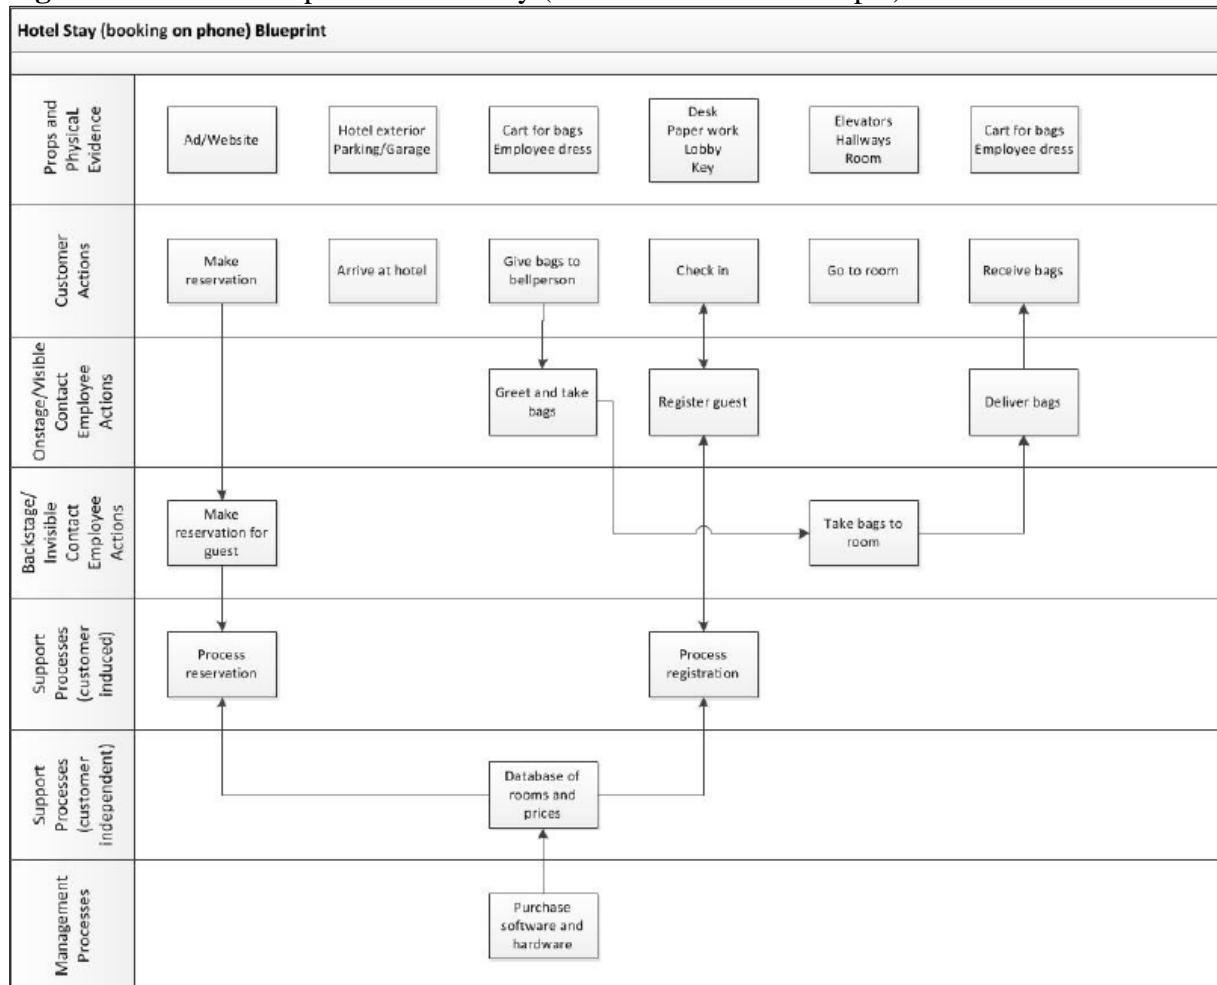 Hotel Stay (booking on phone) Blueprint
Props and
Physical
Evidence
Ad/Website
Hotel exterior
Parking/Garage
Cart for bags
Employee dress
Desk
Paper work
Lobby
Key
Elevators
Hallways
Room
Cart for bags
Employee dress
Customer
Actions
Make
reservation
Arrive at hotel
Give bags to
bellperson
Check in
Go to room
Receive bags
Onstage/Visible
Contact
Employee
Actions
Greet and take
bags
Register guest
Deliver bags
Backstage/
Invisible
Contact
Employee
Actions
Make
reservation for
guest
Take bags to
room
Support
Processes
(customer
induced)
Process
reservation
Process
registration
Support
Processes
(customer
independent)
Database of
rooms and
prices
Management
Processes
Purchase
software and
hardware